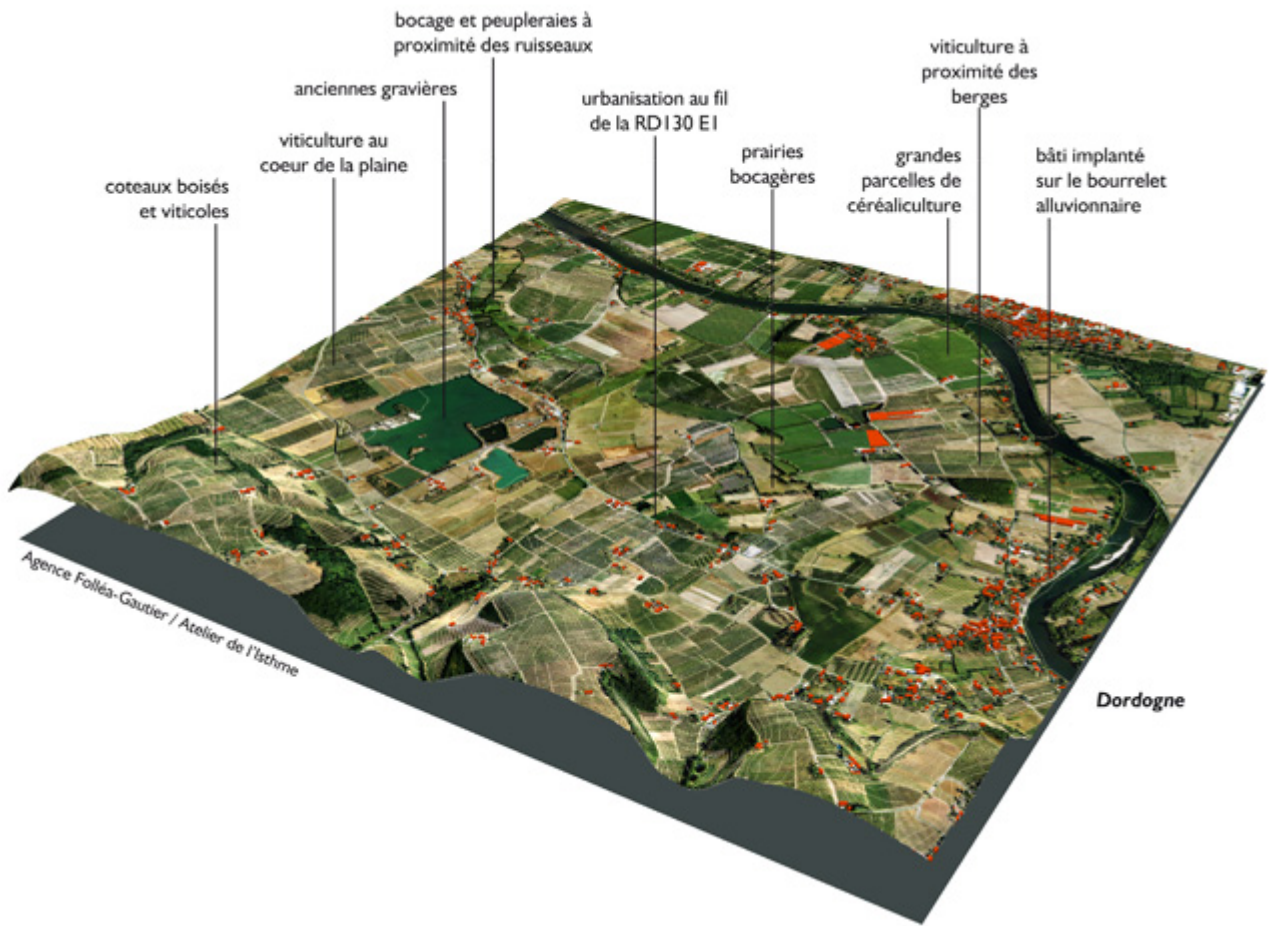 bocage et peupleraies à
proximité des ruisseaux
anciennes gravières
viticulture au
coeur de la plaine
coteaux boisés
et viticoles
urbanisation au fil
de la RD130 E1
prairies
bocagères
grandes
parcelles de
céréaliculture
viticulture à
proximité des
berges
bâti implanté
sur le bourrelet
alluvionnaire
Agence Folléa-Gautier / Atelier de l'Isthme
Dordogne